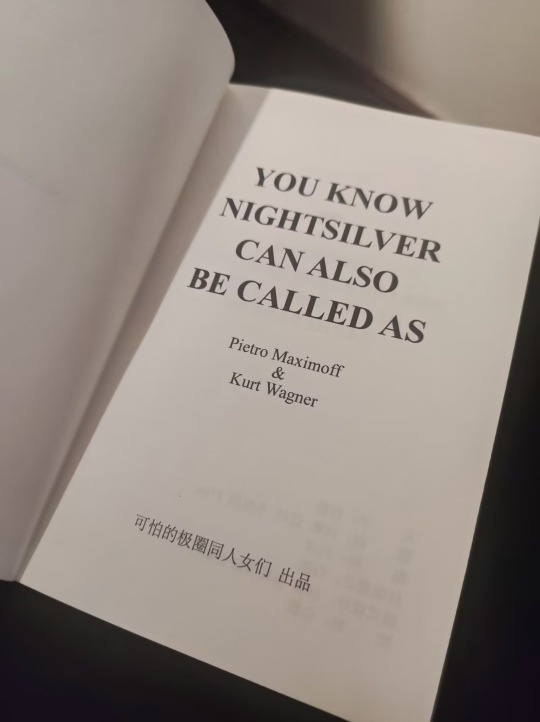 YOU KNOW
NIGHTSILVER
CAN ALSO
BE CALLED AS
Pietro Maximoff
&
Kurt Wagner
可怕的极圈同人女们 出品